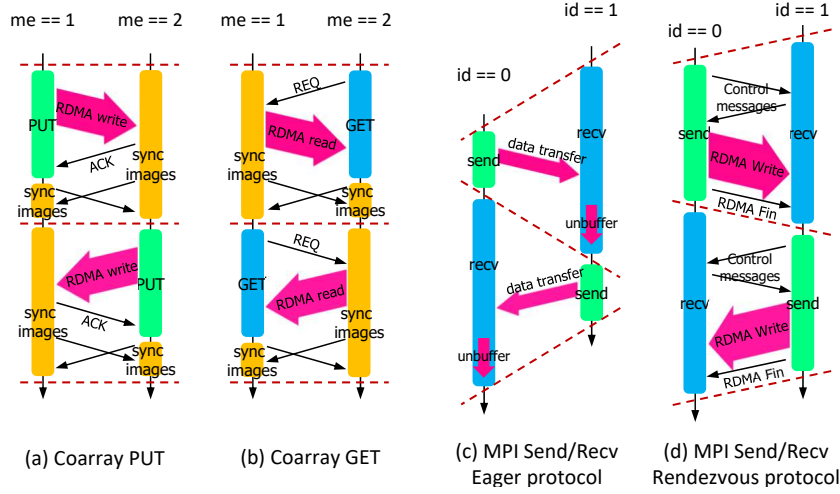 me == 1
me == 2
RDMA write
PUT
ACK
sync
images
sync
images
RDMA write
PUT
ACK
sync
images
sync
images
(a) Coarray PUT
me == 1
me == 2
REQ
RDMA read
GET
sync
images
sync
images
REQ
RDMA read
GET
sync
images
sync
images
(b) Coarray GET
id == 0
id == 1
send
data transfer
recv
unbuffer
recv
data transfer
send
unbuffer
(c) MPI Send/Recv
Eager protocol
id == 0
id == 1
Control
messages
send
recv
RDMA Write
RDMA Fin
Control
messages
recv
send
RDMA Write
RDMA Fin
(d) MPI Send/Recv
Rendezvous protocol